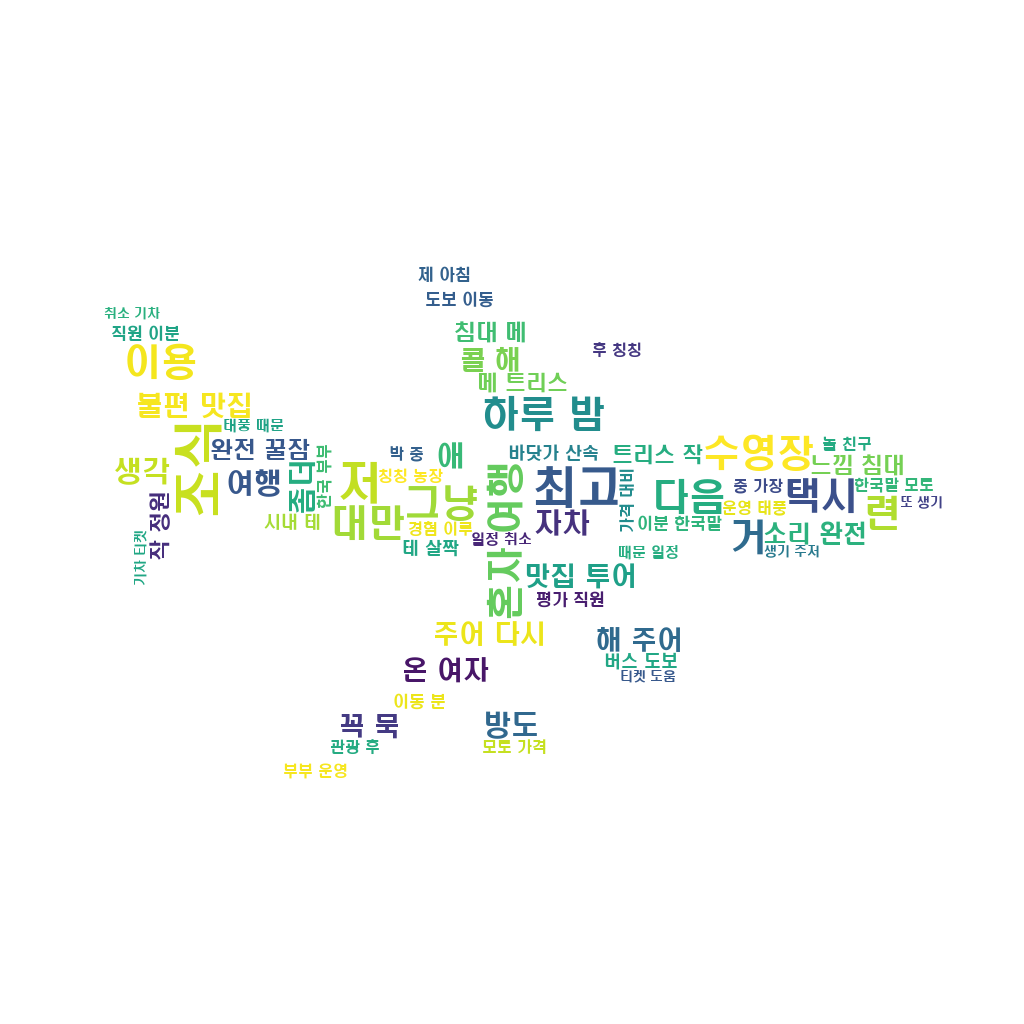 제 아침
도보 이동
취소 기차
직원 이분
침대 메
후 칭칭
이용
콜 해
메 트리스
불편 맛집
하루 밤
태풍 때문
조식
완전 꿀잠
놀 친구
박 중
애
바닷가 산속
트리스 작
수영장
느낌 침대
생각
여행
좀더
한국 부부
저
칭칭 농장
그냥
혼자 여행
최고
가격 대비
다음
중 가장
택시
한국말 모토
련
또 생기
작 정원
시내 테
대만
경험 이루
자차
이분 한국말
운영 태풍
거
소리 완전
기차 티켓
테 살짝
일정 취소
때문 일정
생기 주저
맛집 투어
평가 직원
주어 다시
해 주어
온 여자
버스 도보
티켓 도움
이동 분
꼭 묵
방도
관광 후
모토 가격
부부 운영